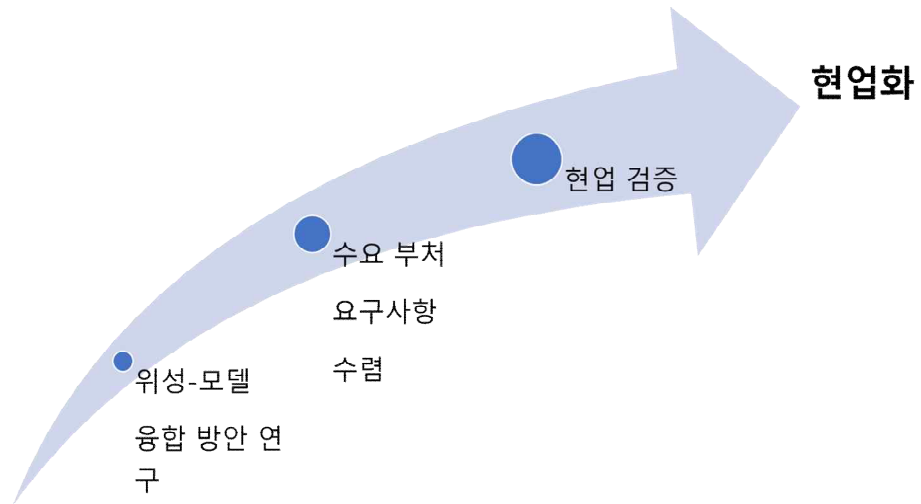 현업화
현업 검증
수요 부처
요구사항
수렴
위성-모델
융합 방안 연
구